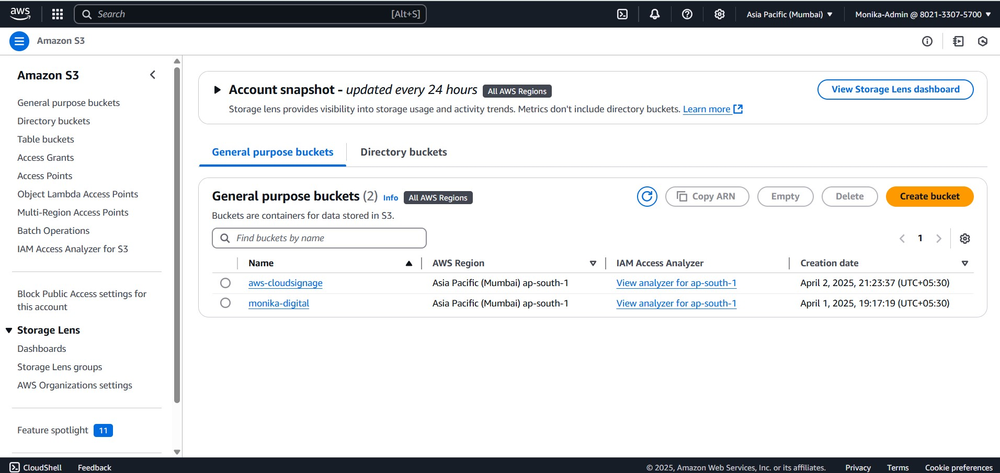 aws Search [Alt+S] Asia Pacific (Mumbai) Monika-Admin @ 8021-3307-5700
Amazon S3
Amazon S3
General purpose buckets
Directory buckets
Table buckets
Access Grants
Access Points
Object Lambda Access Points
Multi-Region Access Points
Batch Operations
IAM Access Analyzer for S3
Block Public Access settings for
this account
Storage Lens
Dashboards
Storage Lens groups
AWS Organizations settings
Feature spotlight 11
Account snapshot - updated every 24 hours All AWS Regions View Storage Lens dashboard
Storage lens provides visibility into storage usage and activity trends. Metrics don't include directory buckets. Learn more
General purpose buckets Directory buckets
General purpose buckets (2) Info All AWS Regions Copy ARN Empty Delete Create bucket
Buckets are containers for data stored in S3.
Find buckets by name 1
Name AWS Region IAM Access Analyzer Creation date
aws-cloudsignage Asia Pacific (Mumbai) ap-south-1 View analyzer for ap-south-1 April 2, 2025, 21:23:37 (UTC+05:30)
monika-digital Asia Pacific (Mumbai) ap-south-1 View analyzer for ap-south-1 April 1, 2025, 19:17:19 (UTC+05:30)
CloudShell Feedback © 2025, Amazon Web Services, Inc. or its affiliates. Privacy Terms Cookie preferences